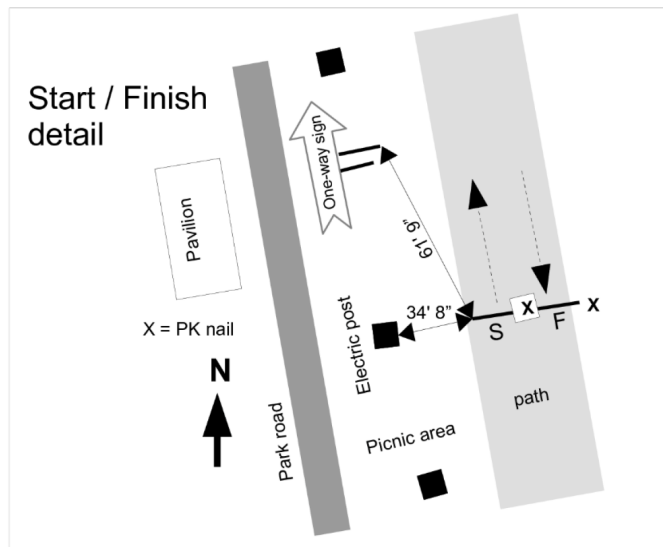 Start / Finish
detail
One-way sign
Pavilion
61' 9"
X = PK nail
34' 8"
Electric post
X
X
S
F
N
path
Park road
Picnic area